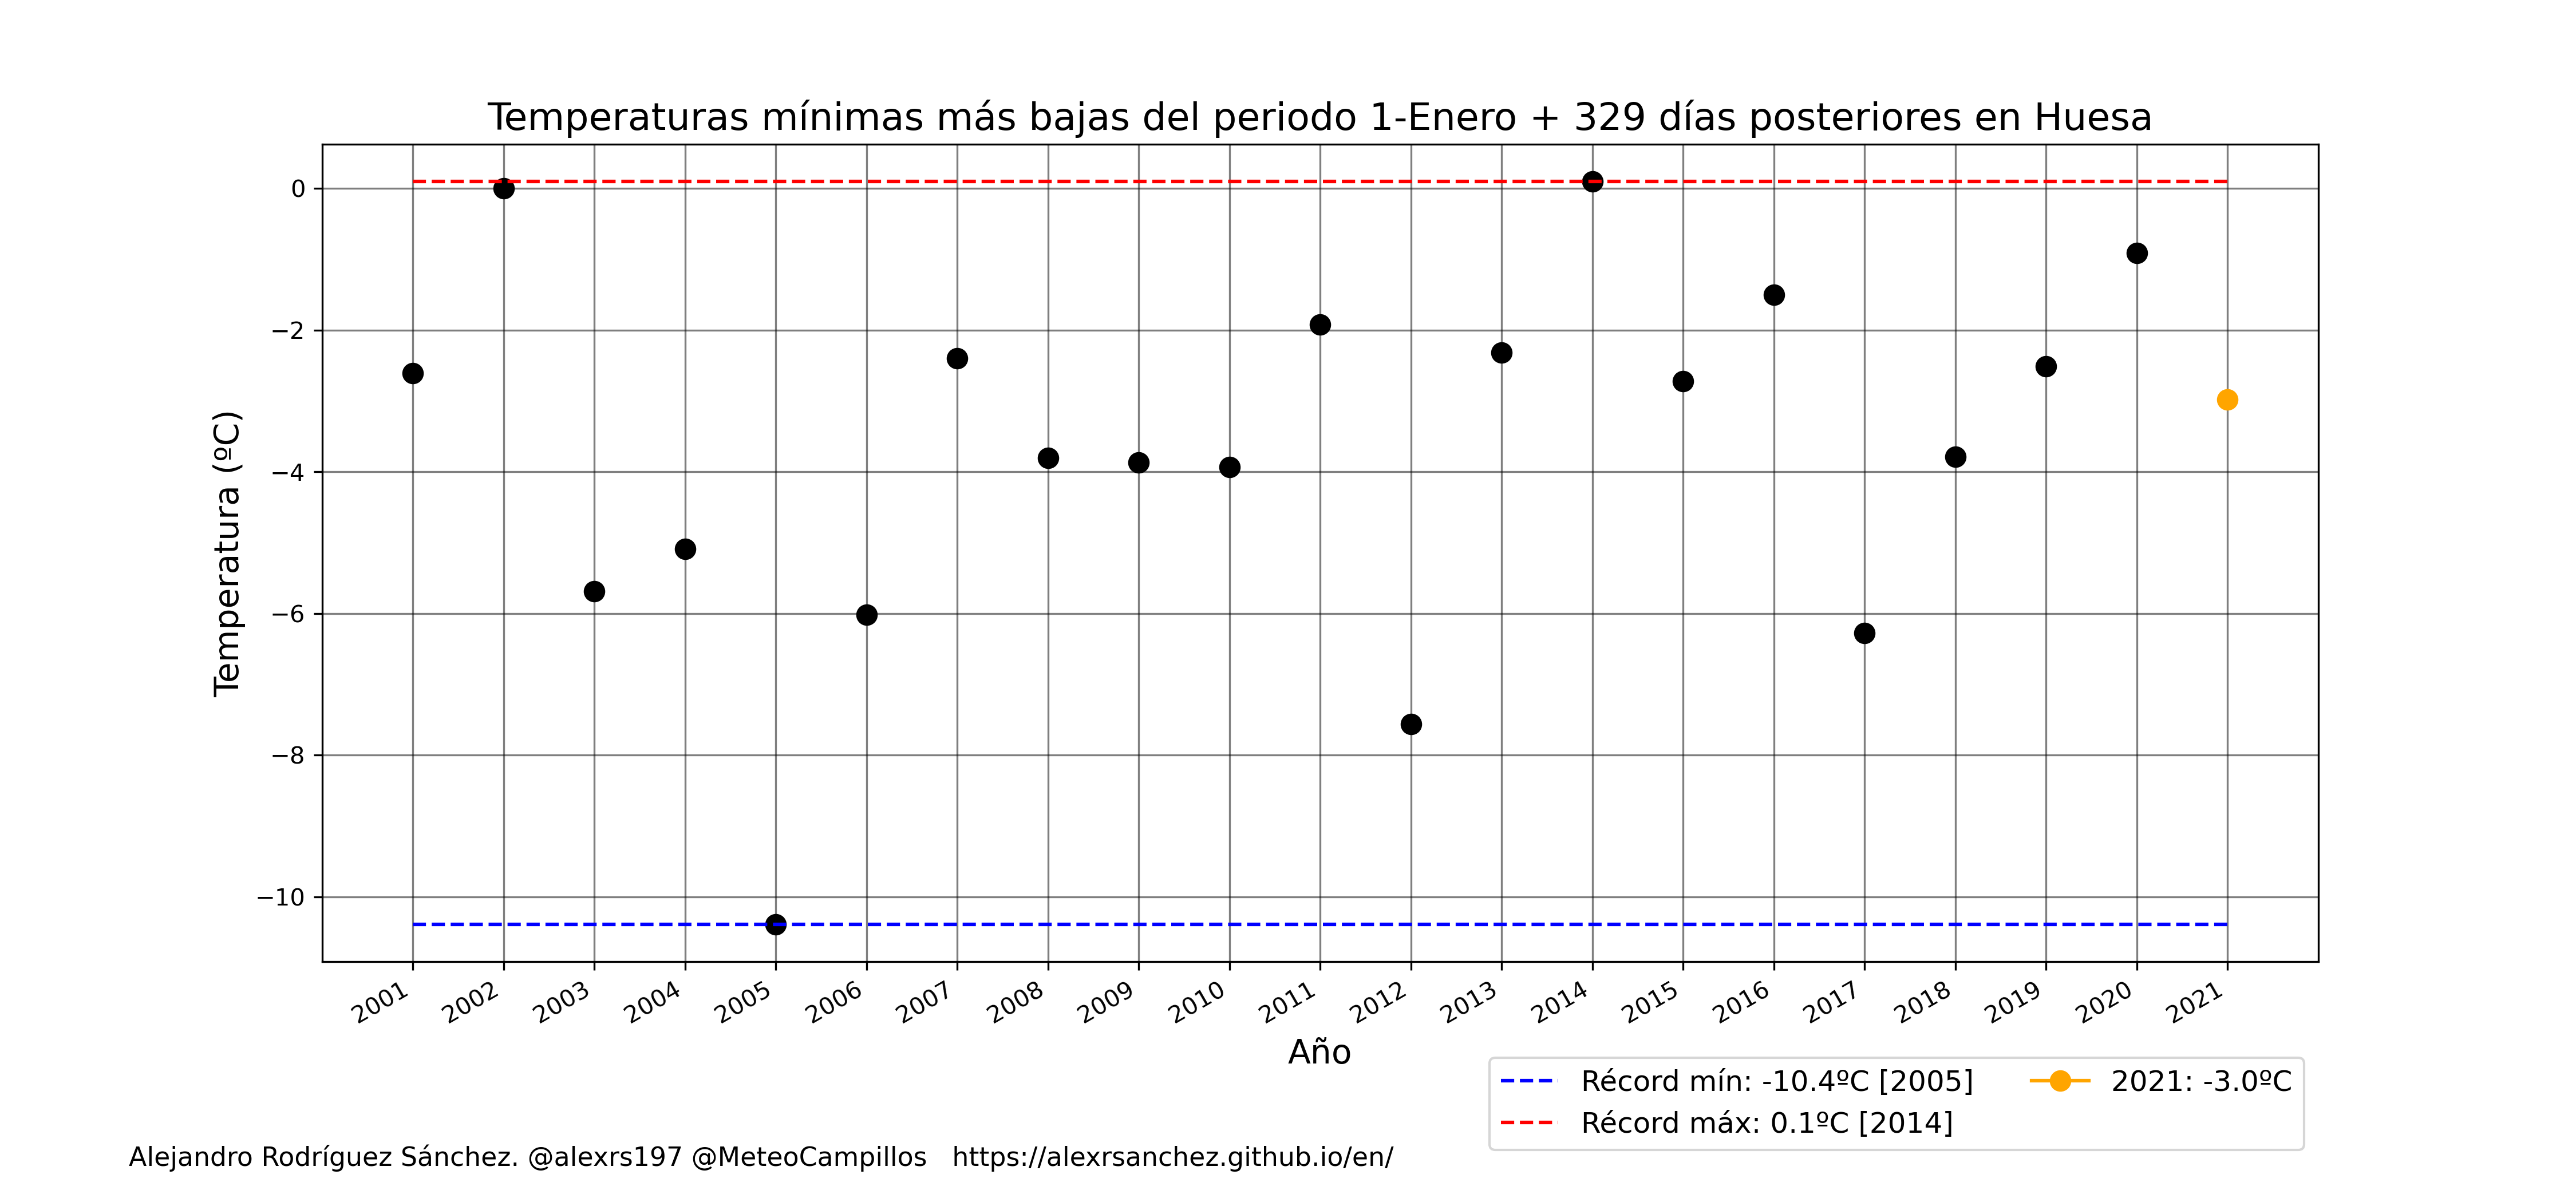 Temperaturas mínimas más bajas del periodo 1-Enero + 329 días posteriores en Huesa
Temperatura (ºC)
0
−2
−4
−6
−8
−10
2001 2002 2003 2004 2005 2006 2007 2008 2009 2010 2011 2012 2013 2014 2015 2016 2017 2018 2019 2020 2021
Año
Récord mín: -10.4ºC [2005]
Récord máx: 0.1ºC [2014]
2021: -3.0ºC
Alejandro Rodríguez Sánchez. @alexrs197 @MeteoCampillos https://alexrsanchez.github.io/en/